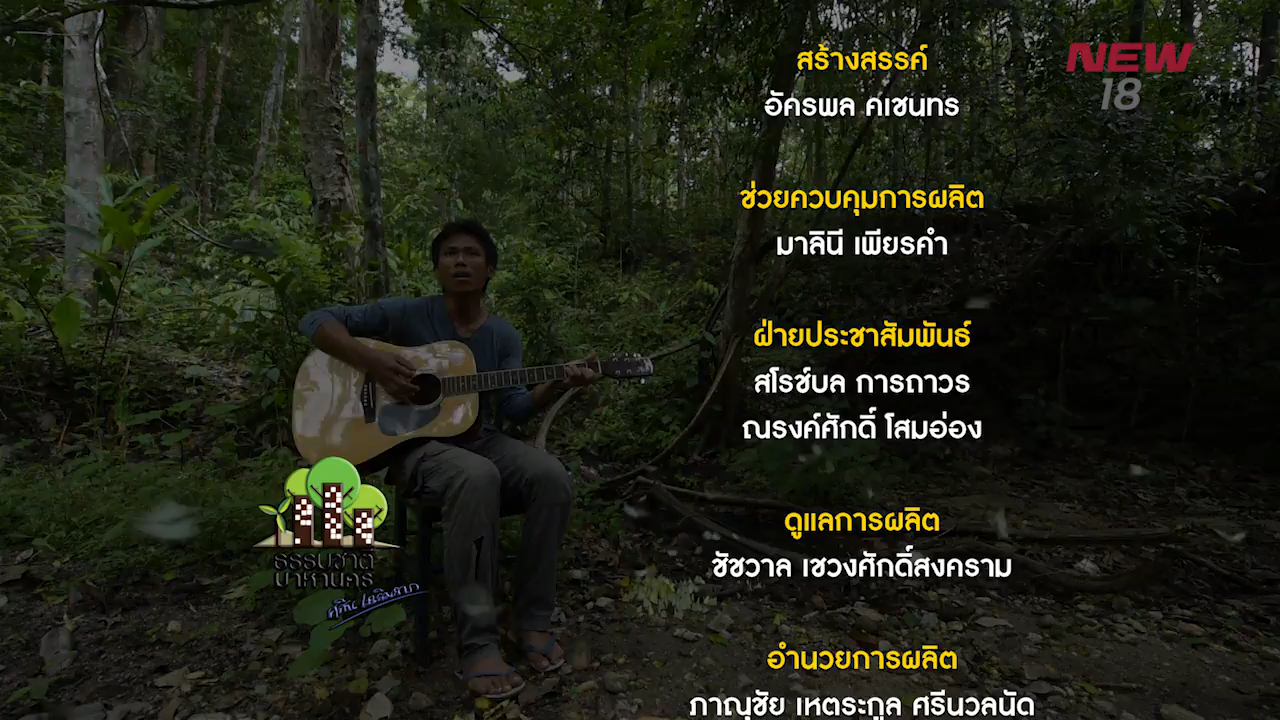 สร้างสรรค์
อัครพล คเชนทร
NEW
18
ช่วยควบคุมการผลิต
มาลินี เพียรคำ
ฝ่ายประชาสัมพันธ์
สโรช์บล การถาวร
ณรงค์ศักดิ์ โสมอ่อง
ดูแลการผลิต
ชัชวาล เชวงศักดิ์สงคราม
อำนวยการผลิต
ภาณุชัย เหตระกูล ศรีนวลนัด
ธรรมชาติ
มาหานคร